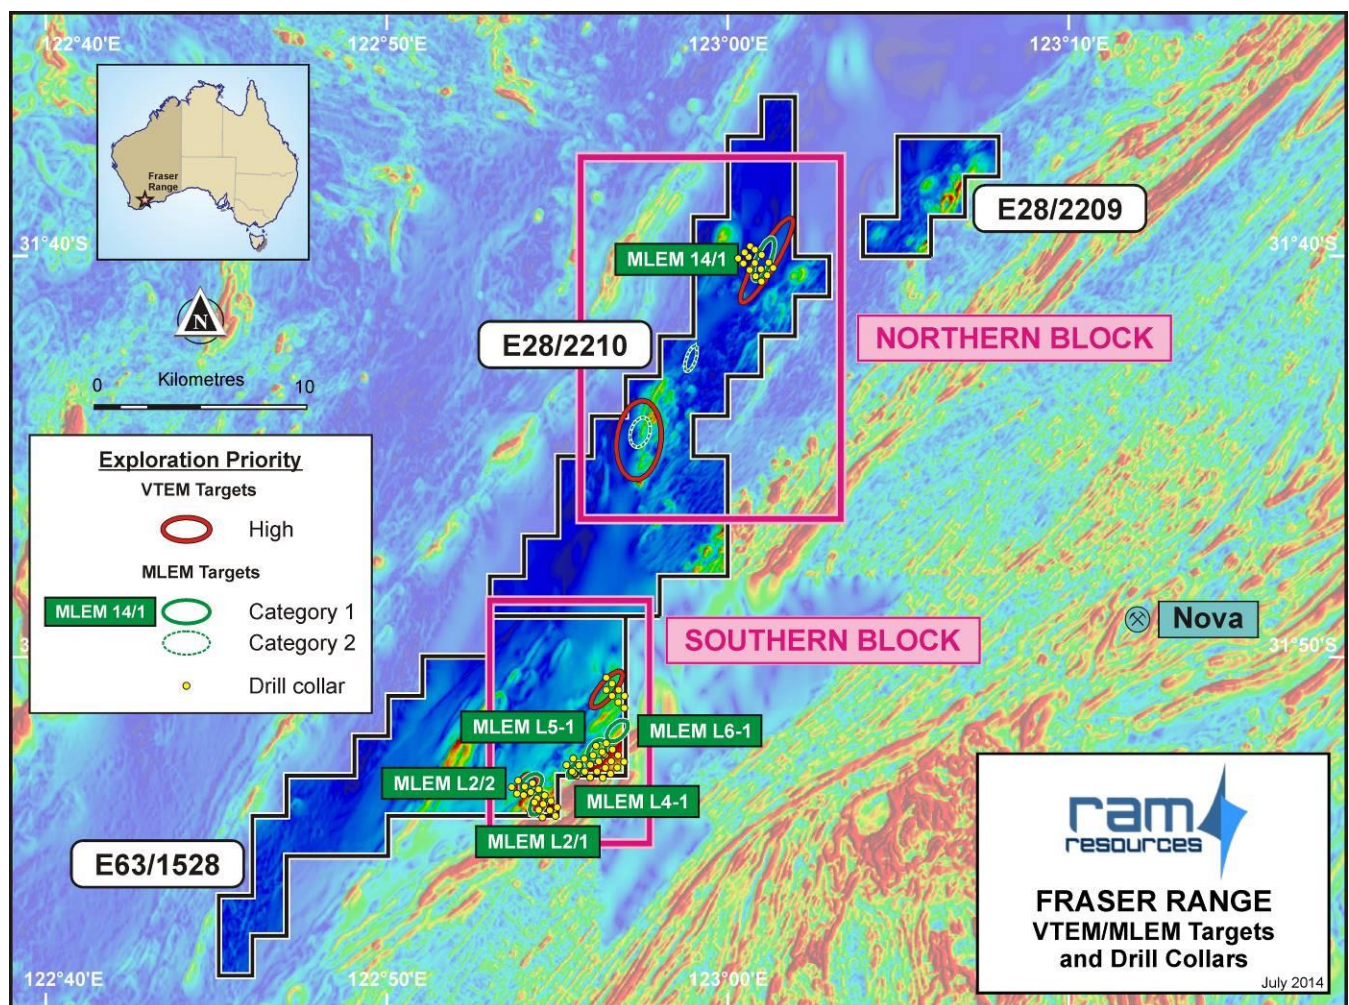 122°40'E
122°50'E
123°00'E
123°10'E
Fraser
Range
E28/2209
31°40'S
31°40'S
MLEM 14/1
N
E28/2210
NORTHERN BLOCK
0
Kilometres
10
Exploration Priority
VTEM Targets
High
MLEM Targets
MLEM 14/1
Category 1
Category 2
Drill collar
Nova
SOUTHERN BLOCK
3
31°50'S
MLEM L5-1
MLEM L6-1
MLEM L2/2
MLEM L4-1
MLEM L2/1
E63/1528
ram
resources
FRASER RANGE
VTEM/MLEM Targets
and Drill Collars
July 2014
122°40'E
122°50'E
123°00'E